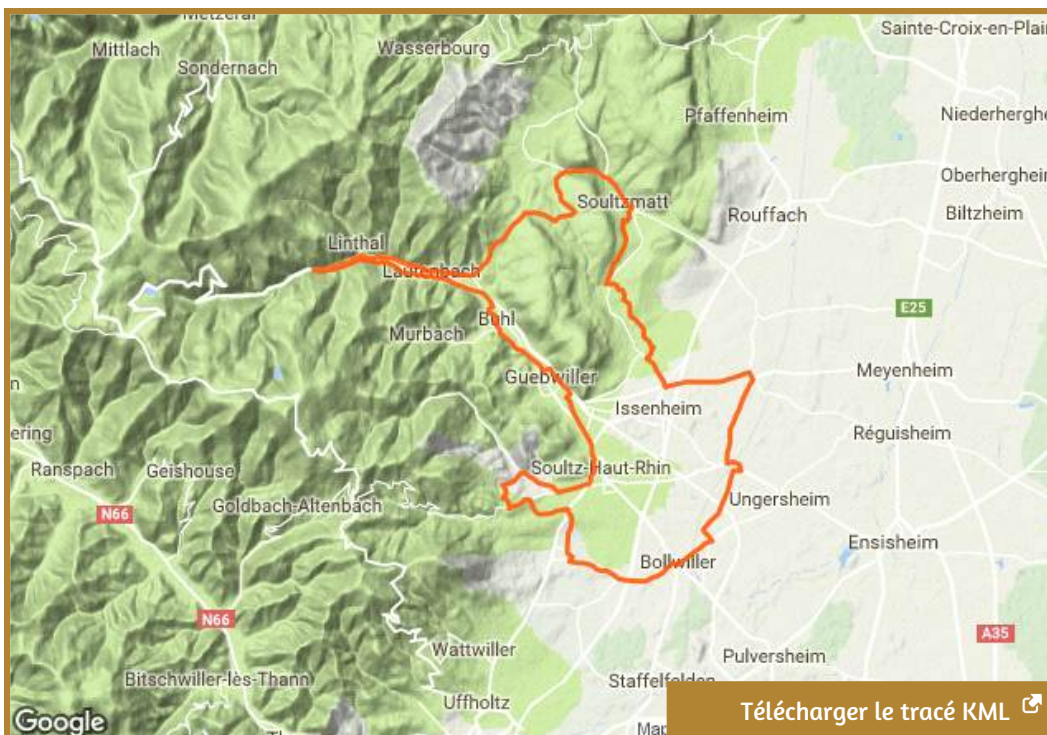 Metzeral
Sainte-Croix-en-Plain
Mittlach
Wasserbourg
Sondernach
Pfaffenheim
Niederherghe
Oberhergheim
Soultzmatt
Rouffach
Biltzheim
Linthal
Lautenbach
E25
Buhl
Murbach
Meyenheim
Guebwiller
Issenheim
Réguisheim
ering
Ranspach
Geishouse
Soultz-Haut-Rhin
Goldbach-Altenbach
Ungersheim
N66
Ensisheim
Bollwiller
N66
A35
Wattwiller
Pulversheim
Bitschwiller-lès-Thann
Staffelfelden
Uffholtz
Google
Map
Télécharger le tracé KML